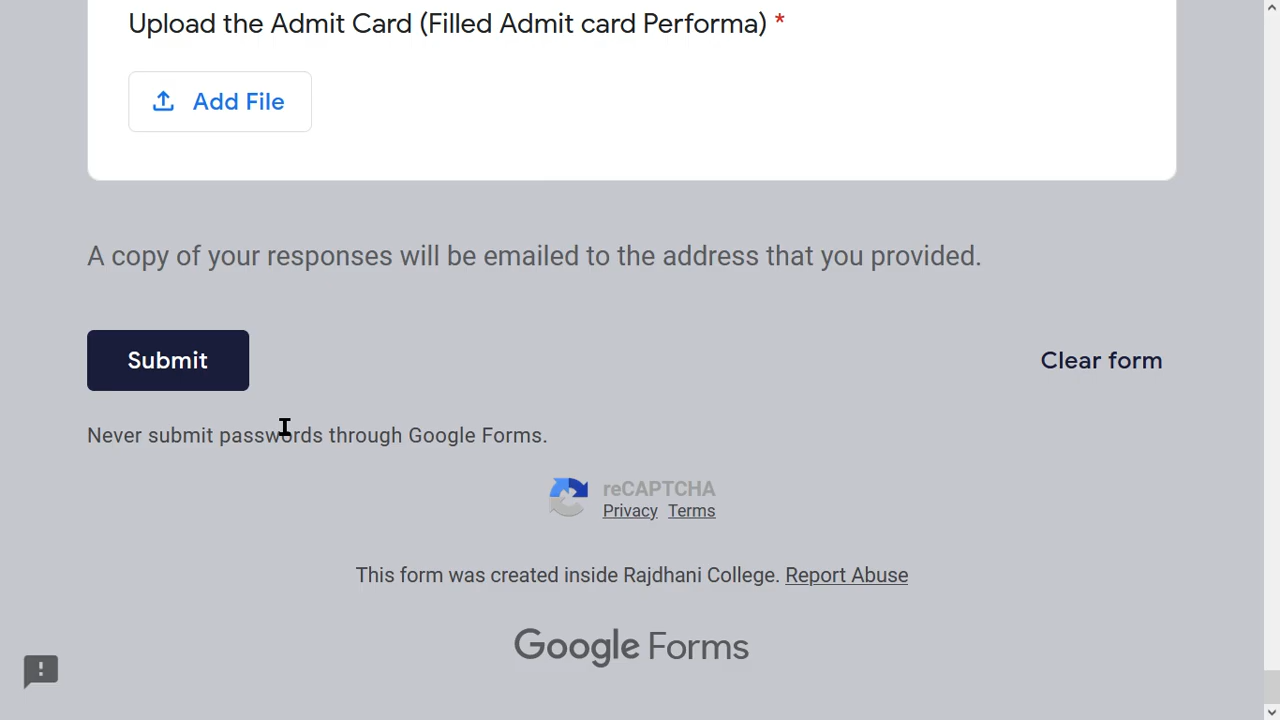 Upload the Admit Card (Filled Admit card Performa) *
Add File
A copy of your responses will be emailed to the address that you provided.
Submit
Clear form
Never submit passwords through Google Forms.
reCAPTCHA
Privacy Terms
This form was created inside Rajdhani College. Report Abuse
Google Forms